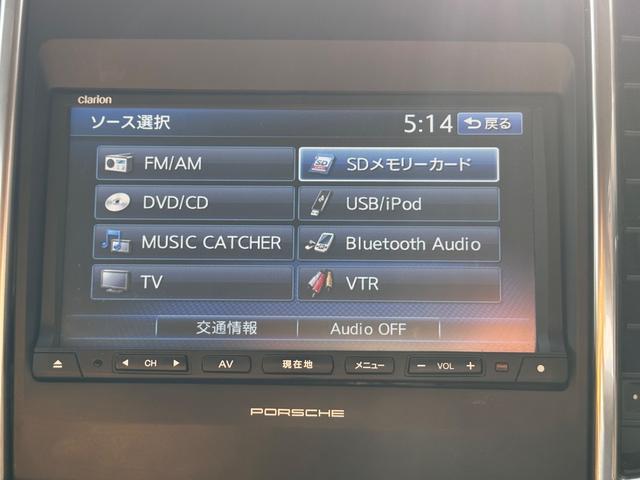 clarion
ソース選択 5:14 戻る
FM/AM SDメモリーカード
DVD/CD USB/iPod
MUSIC CATCHER Bluetooth Audio
TV VTR
交通情報 Audio OFF
CH AV 現在地 メニュー − VOL +
PORSCHE